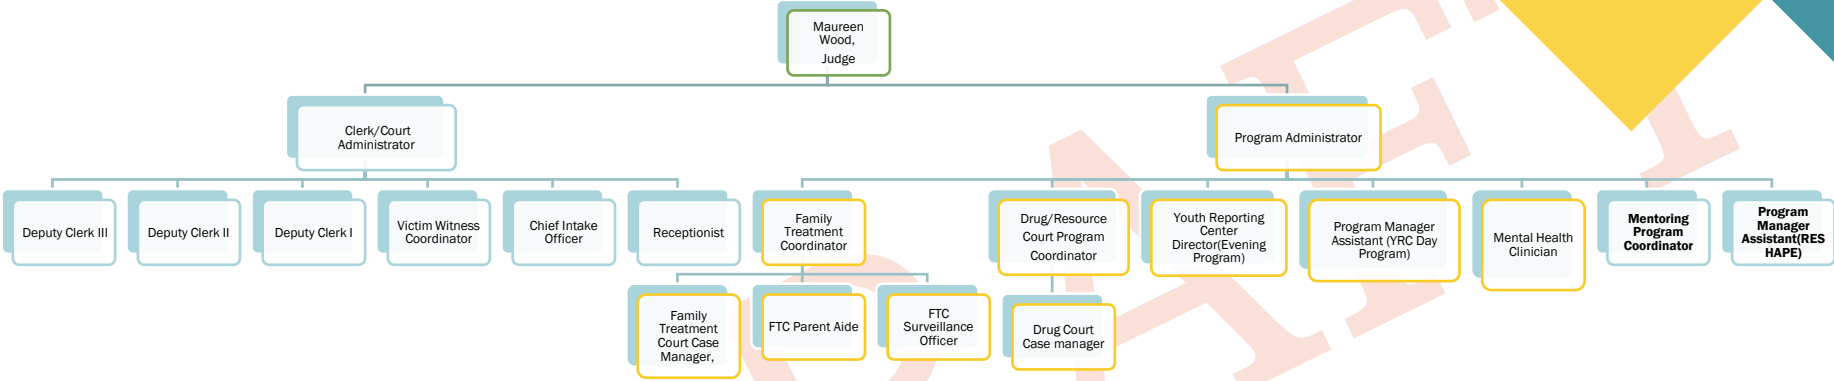 Maureen
Wood,
Judge
Clerk/Court
Administrator
Program Administrator
Deputy Clerk III
Deputy Clerk II
Deputy Clerk I
Victim Witness
Coordinator
Chief Intake
Officer
Receptionist
Family
Treatment
Coordinator
Drug/Resource
Court Program
Coordinator
Youth Reporting
Center
Director(Evening
Program)
Program Manager
Assistant (YRC Day
Program)
Mental Health
Clinician
Mentoring
Program
Coordinator
Program
Manager
Assistant(RES
HAPE)
Family
Treatment
Court Case
Manager,
FTC Parent Aide
FTC
Surveillance
Officer
Drug Court
Case manager